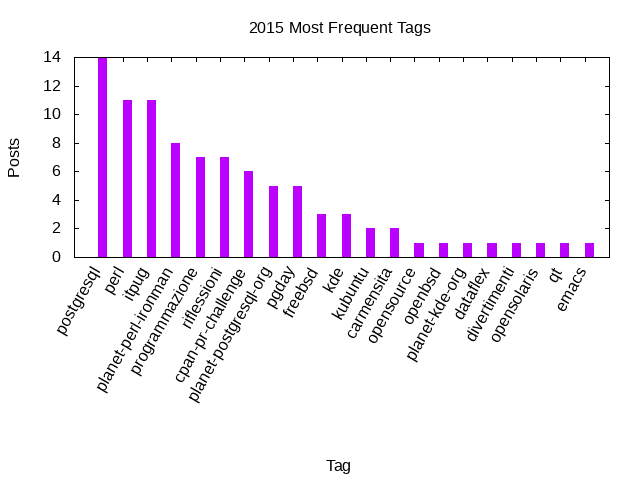 2015 Most Frequent Tags
14
12
10
8
6
4
2
0
Posts
postgresql
perl
itpug
planet-perl-ironman
programmazione
riflessioni
cpan-pr-challenge
planet-postgresql-org
pgday
freebsd
kde
kubuntu
carmensita
opensource
openbsd
planet-kde-org
dataflex
divertimenti
opensolaris
qt
emacs
Tag